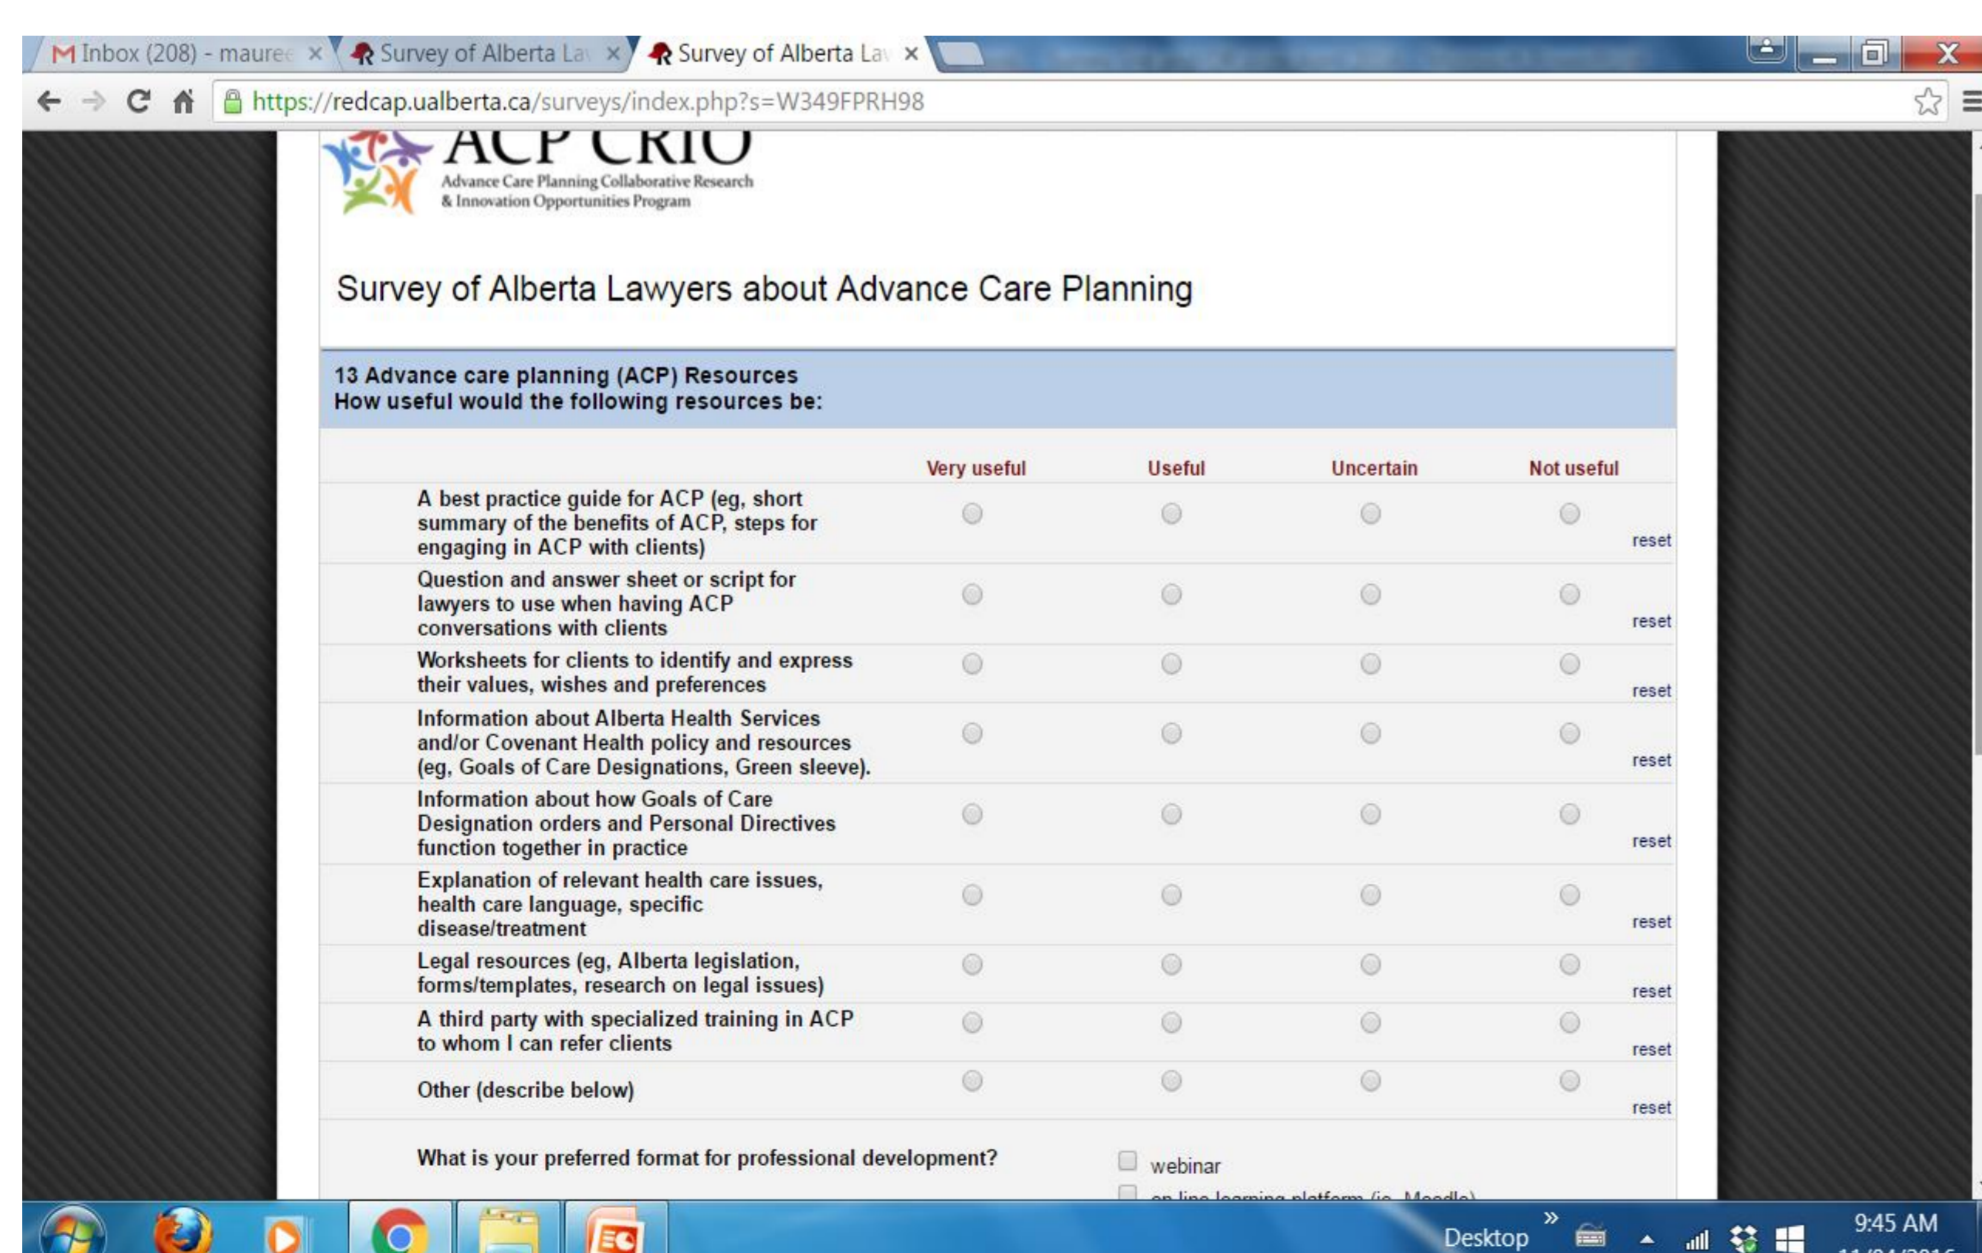 Inbox (208) - mauree
Survey of Alberta Lav
Survey of Alberta Lav
https://redcap.ualberta.ca/surveys/index.php?s=W349FPRH98
ACP CRIO
Advance Care Planning Collaborative Research
& Innovation Opportunities Program
Survey of Alberta Lawyers about Advance Care Planning
13 Advance care planning (ACP) Resources
How useful would the following resources be:
Very useful Useful Uncertain Not useful
A best practice guide for ACP (eg, short
summary of the benefits of ACP, steps for
engaging in ACP with clients)
reset
Question and answer sheet or script for
lawyers to use when having ACP
conversations with clients
reset
Worksheets for clients to identify and express
their values, wishes and preferences
reset
Information about Alberta Health Services
and/or Covenant Health policy and resources
(eg, Goals of Care Designations, Green sleeve).
reset
Information about how Goals of Care
Designation orders and Personal Directives
function together in practice
reset
Explanation of relevant health care issues,
health care language, specific
disease/treatment
reset
Legal resources (eg, Alberta legislation,
forms/templates, research on legal issues)
reset
A third party with specialized training in ACP
to whom I can refer clients
reset
Other (describe below)
reset
What is your preferred format for professional development?
webinar
on line learning platform (ie, Moodle)
Desktop
9:45 AM